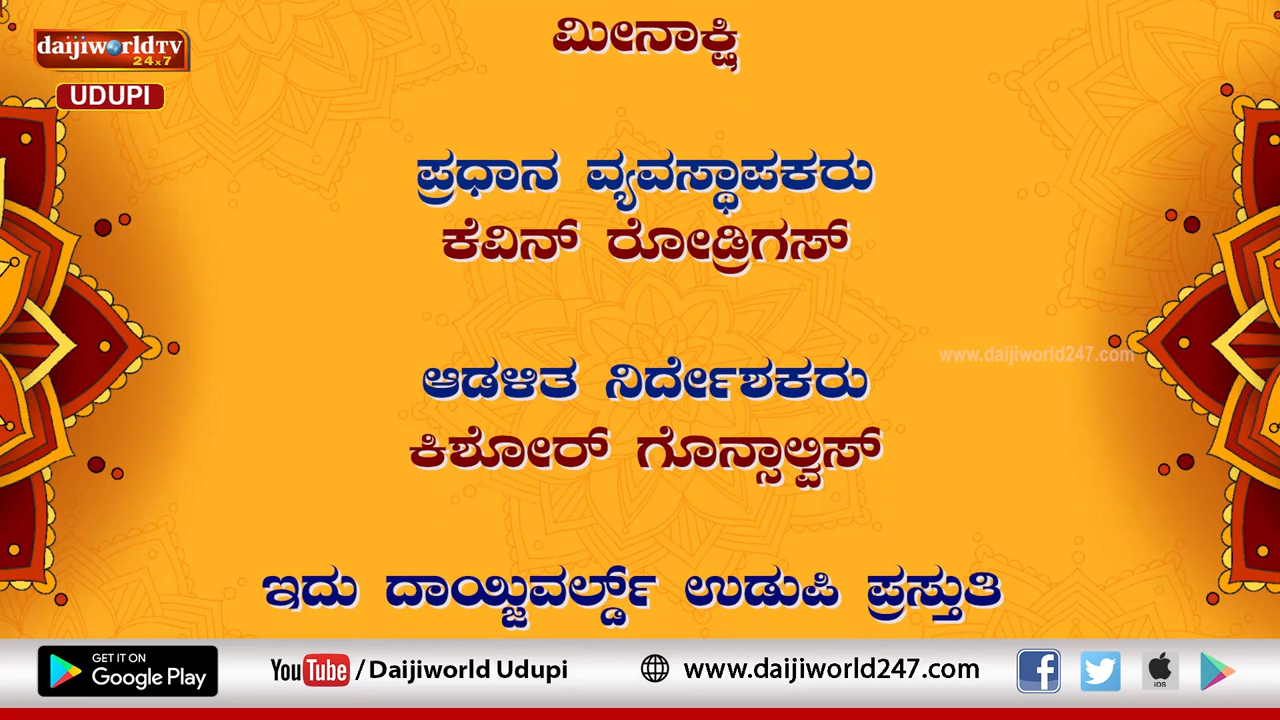 ಮೀನಾಕ್ಷಿ
daijiworldTV
24x7
UDUPI
ಪ್ರಧಾನ ವ್ಯವಸ್ಥಾಪಕರು
ಕೆವಿನ್ ರೋಡ್ರಿಗಸ್
www.daijiworld247.com
ಆಡಳಿತ ನಿರ್ದೇಶಕರು
ಕಿಶೋರ್ ಗೊನ್ಸಾಲ್ವಿಸ್
ಇದು ದಾಯ್ಜಿವರ್ಲ್ಡ್ ಉಡುಪಿ ಪ್ರಸ್ತುತಿ
GET IT ON
Google Play
YouTube / Daijiworld Udupi
www.daijiworld247.com
iOS